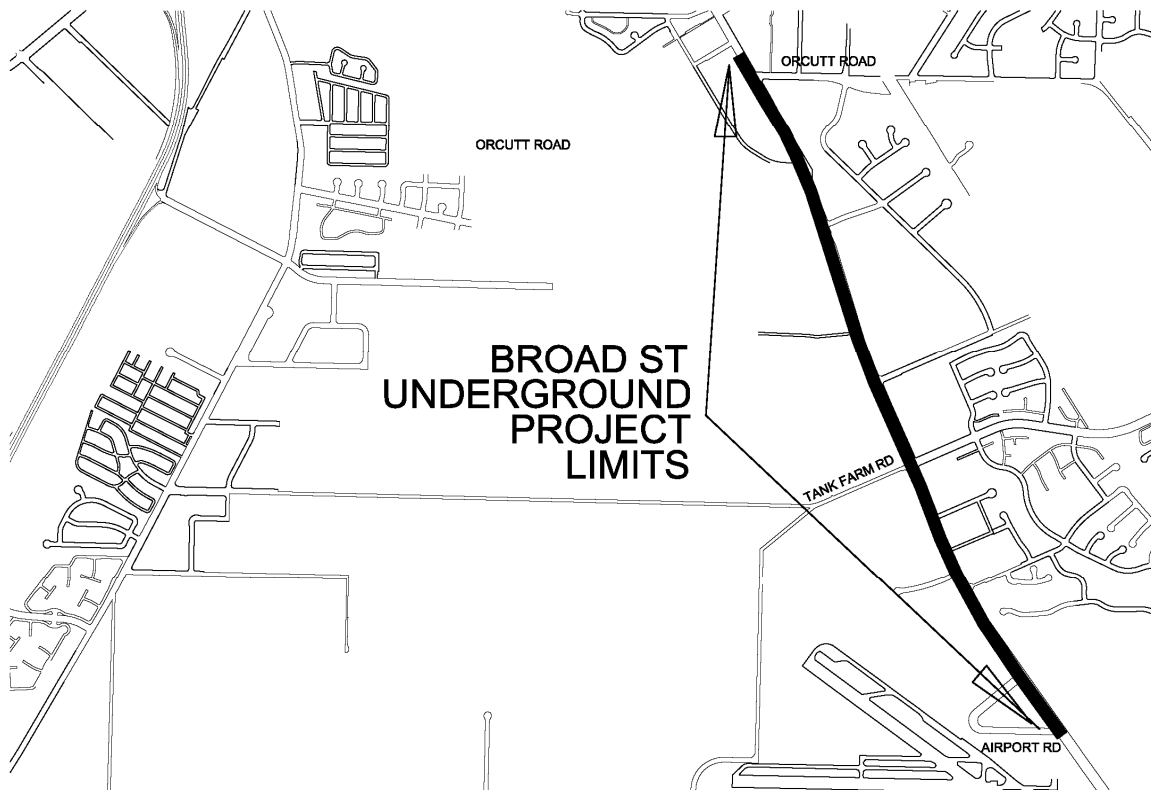 ORCUTT ROAD
ORCUTT ROAD
BROAD ST
UNDERGROUND
PROJECT
LIMITS
TANK FARM RD
AIRPORT RD